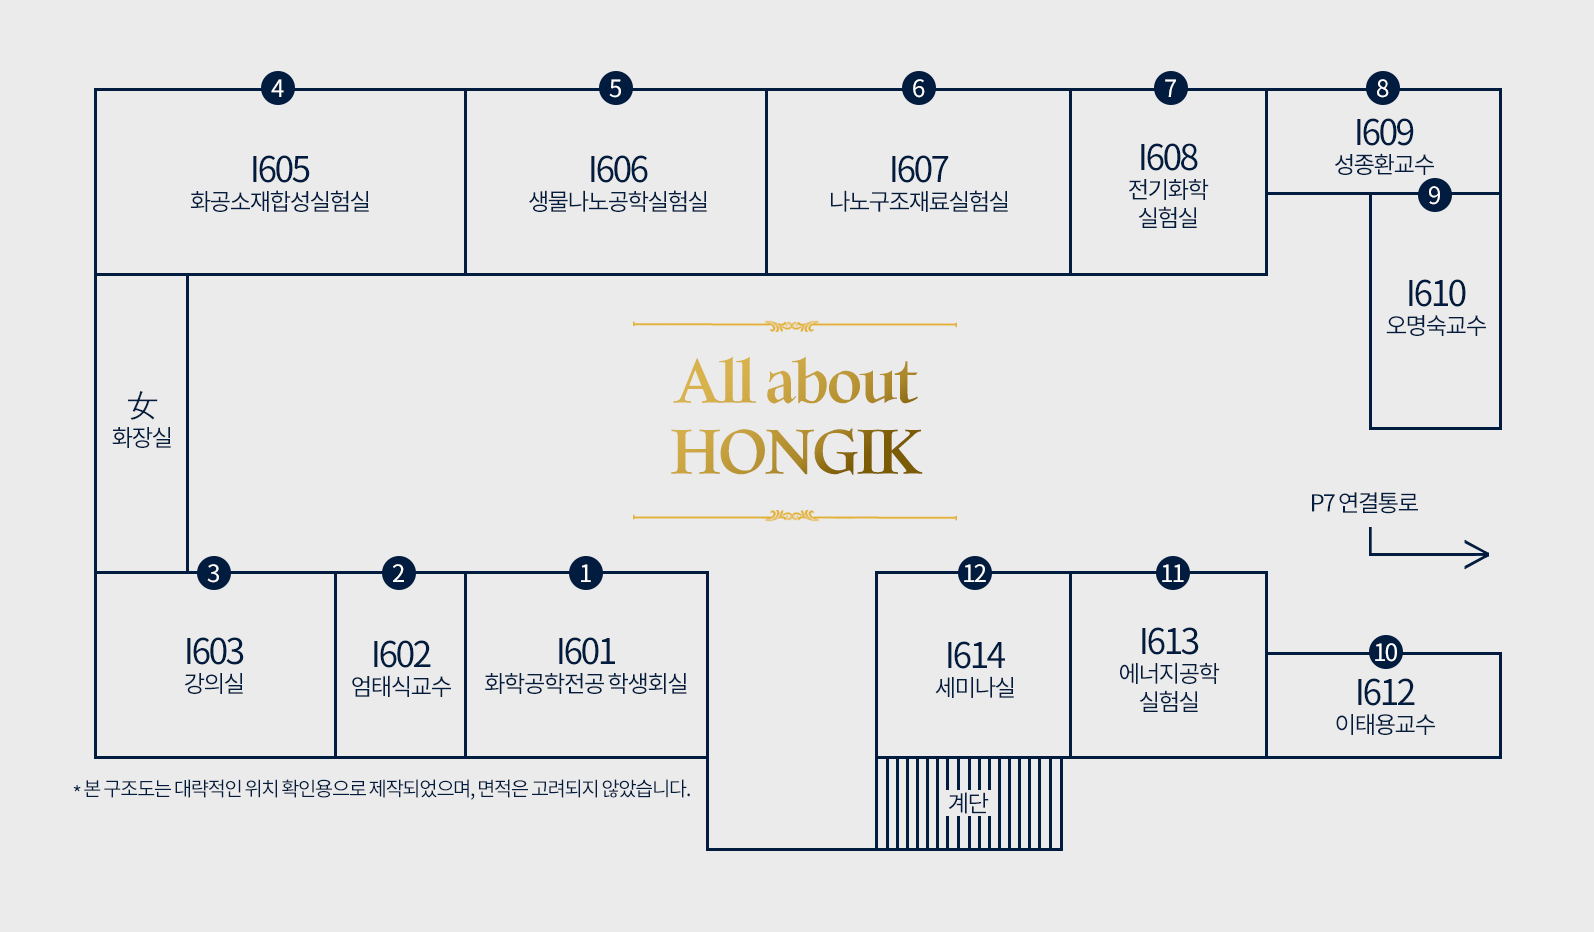 4
I605
화공소재합성실험실
5
I606
생물나노공학실험실
6
I607
나노구조재료실험실
7
I608
전기화학
실험실
8
I609
성종환교수
9
I610
오명숙교수
女
화장실
All about
HONGIK
P7 연결통로
3
I603
강의실
2
I602
엄태식교수
1
I601
화학공학전공 학생회실
12
I614
세미나실
11
I613
에너지공학
실험실
10
I612
이태용교수
* 본 구조도는 대략적인 위치 확인용으로 제작되었으며, 면적은 고려되지 않았습니다.
계단